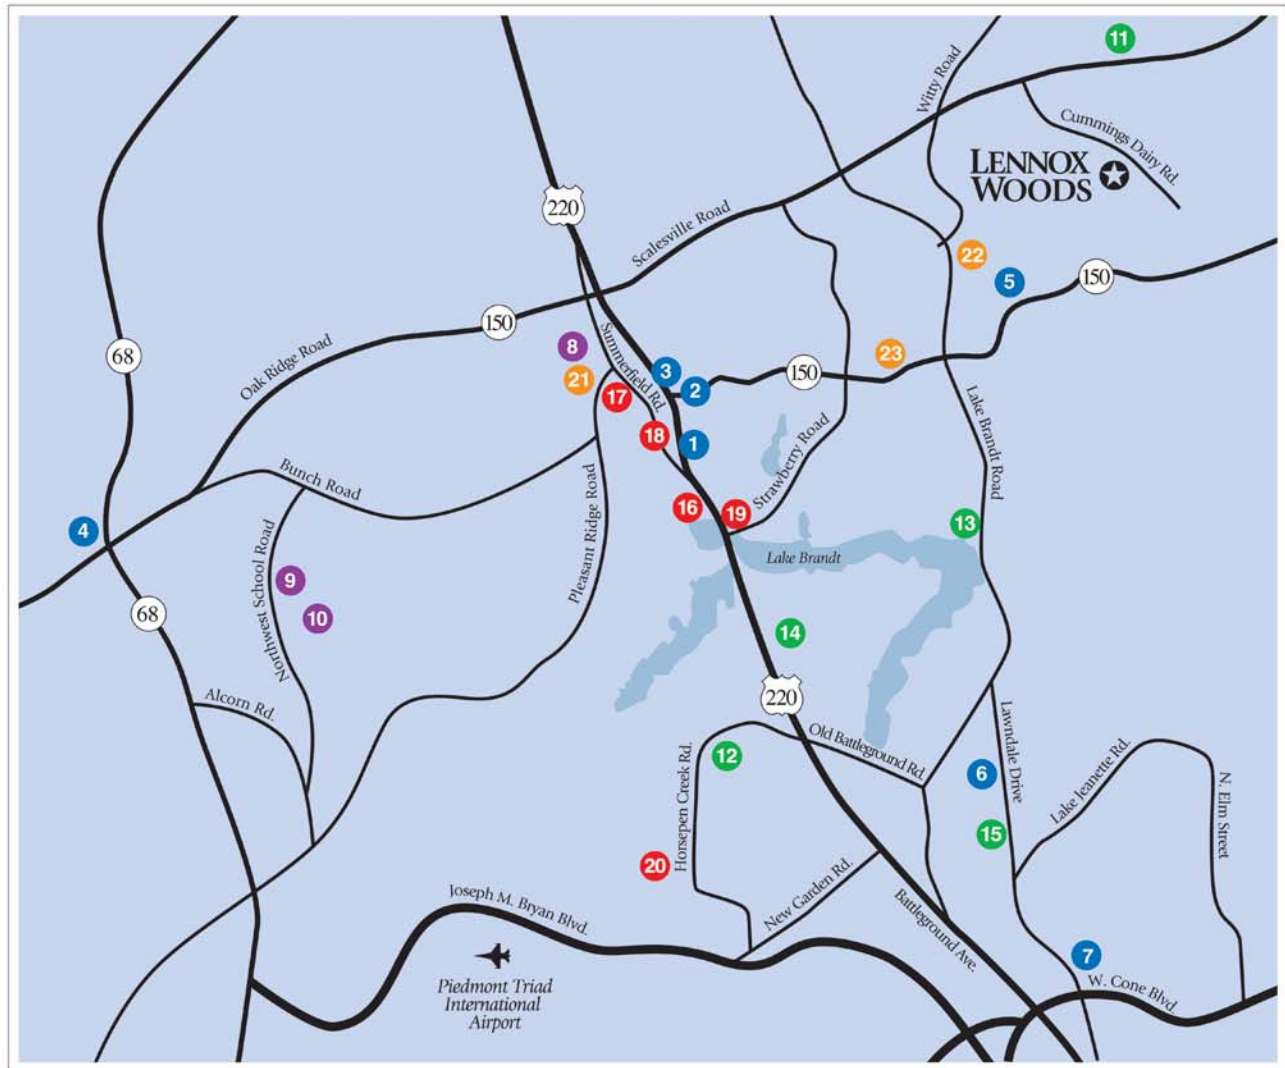 11
Witty Road
Cummings Dairy Rd.
LENNOX
WOODS
220
Scalesville Road
22
5
150
150
68
Oak Ridge Road
8
Summerfield Rd.
3
2
150
23
21
17
18
1
Strawberry Road
Lake Brandt Road
Bunch Road
Pleasant Ridge Road
16
19
4
13
Northwest School Road
9
10
Lake Brandt
68
14
220
Alcorn Rd.
Old Battleground Rd.
Lawndale Drive
12
Horsepen Creek Rd.
6
Lake Jeanette Rd.
N. Elm Street
15
20
New Garden Rd.
Battleground Ave.
Joseph M. Bryan Blvd.
7
W. Cone Blvd.
Piedmont Triad
International
Airport